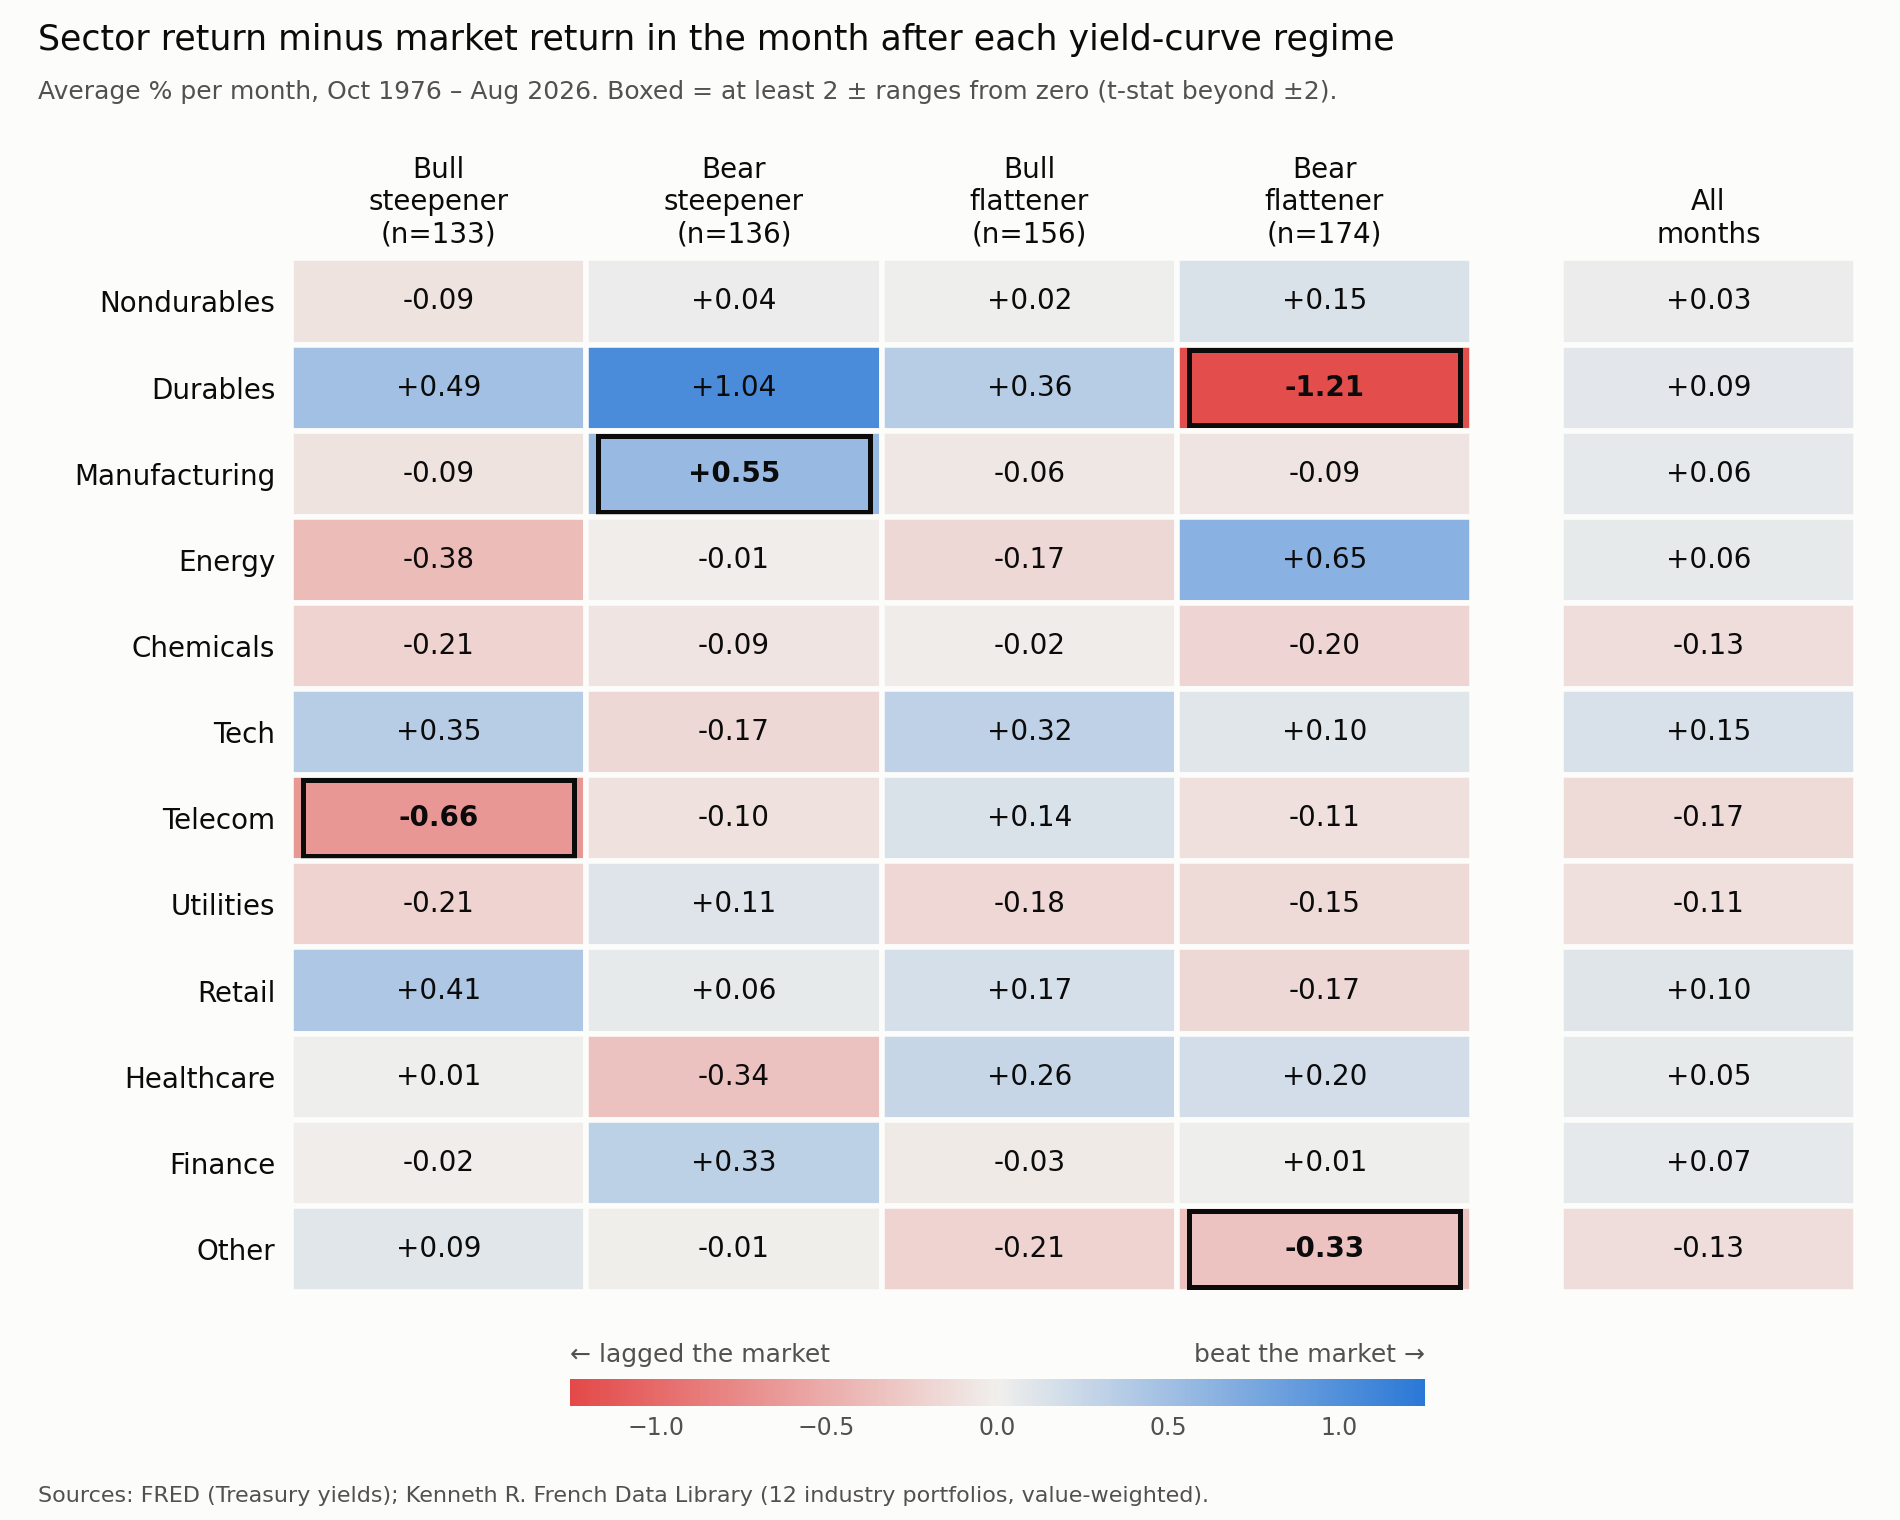 Sector return minus market return in the month after each yield-curve regime
Average % per month, Oct 1976 – Aug 2026. Boxed = at least 2 ± ranges from zero (t-stat beyond ±2).
Bull steepener (n=133)
Bear steepener (n=136)
Bull flattener (n=156)
Bear flattener (n=174)
All months
Nondurables -0.09 +0.04 +0.02 +0.15 +0.03
Durables +0.49 +1.04 +0.36 -1.21 +0.09
Manufacturing -0.09 +0.55 -0.06 -0.09 +0.06
Energy -0.38 -0.01 -0.17 +0.65 +0.06
Chemicals -0.21 -0.09 -0.02 -0.20 -0.13
Tech +0.35 -0.17 +0.32 +0.10 +0.15
Telecom -0.66 -0.10 +0.14 -0.11 -0.17
Utilities -0.21 +0.11 -0.18 -0.15 -0.11
Retail +0.41 +0.06 +0.17 -0.17 +0.10
Healthcare +0.01 -0.34 +0.26 +0.20 +0.05
Finance -0.02 +0.33 -0.03 +0.01 +0.07
Other +0.09 -0.01 -0.21 -0.33 -0.13
← lagged the market beat the market →
−1.0 −0.5 0.0 0.5 1.0
Sources: FRED (Treasury yields); Kenneth R. French Data Library (12 industry portfolios, value-weighted).